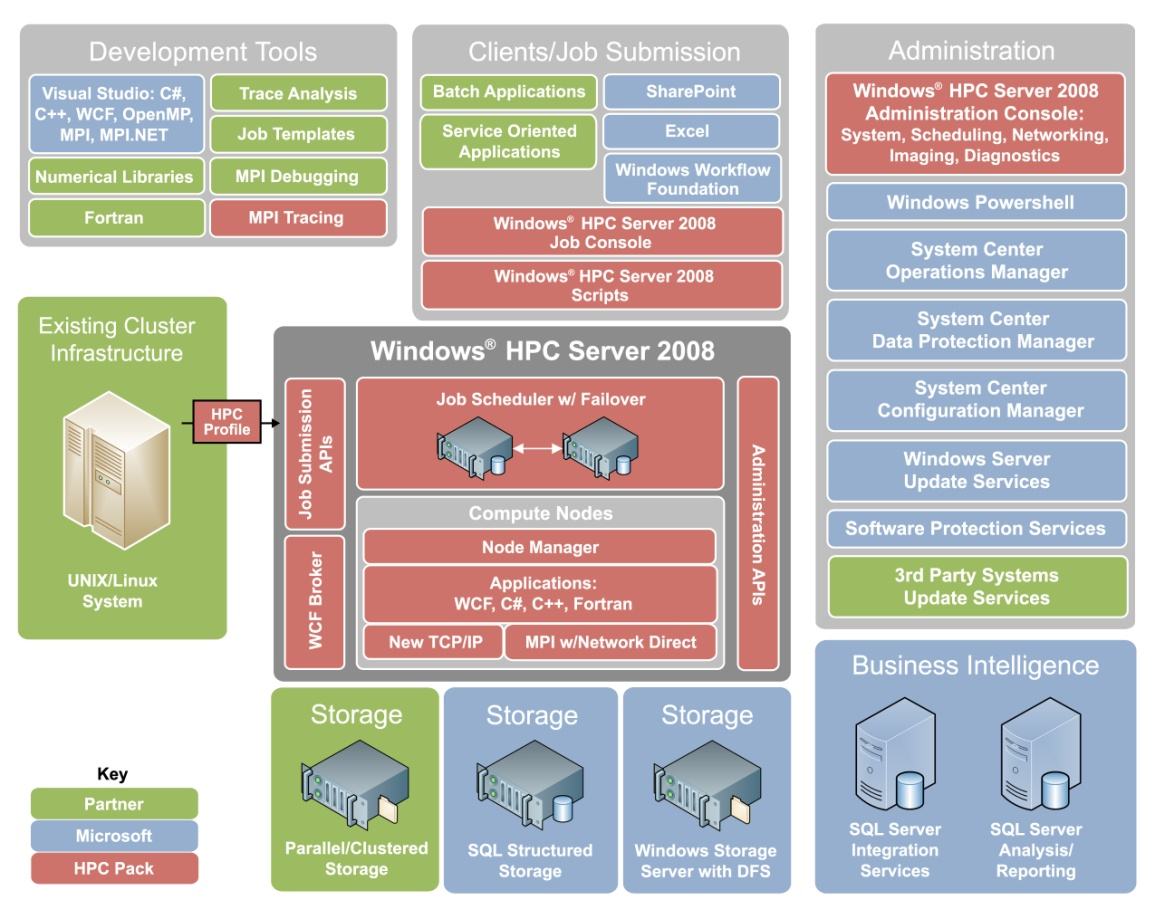 Development Tools
Visual Studio: C#,
C++, WCF, OpenMP,
MPI, MPI.NET
Numerical Libraries
Fortran
Trace Analysis
Job Templates
MPI Debugging
MPI Tracing
Clients/Job Submission
Batch Applications
Service Oriented
Applications
SharePoint
Excel
Windows Workflow
Foundation
Windows® HPC Server 2008
Job Console
Windows® HPC Server 2008
Scripts
Administration
Windows® HPC Server 2008
Administration Console:
System, Scheduling, Networking,
Imaging, Diagnostics
Windows Powershell
System Center
Operations Manager
System Center
Data Protection Manager
System Center
Configuration Manager
Windows Server
Update Services
Software Protection Services
3rd Party Systems
Update Services
Existing Cluster
Infrastructure
UNIX/Linux
System
HPC
Profile
Windows® HPC Server 2008
Job Submission
APIs
WCF Broker
Job Scheduler w/ Failover
Compute Nodes
Node Manager
Applications:
WCF, C#, C++, Fortran
New TCP/IP
MPI w/Network Direct
Administration APIs
Storage
Parallel/Clustered
Storage
Storage
SQL Structured
Storage
Storage
Windows Storage
Server with DFS
Business Intelligence
SQL Server
Integration
Services
SQL Server
Analysis/
Reporting
Key
Partner
Microsoft
HPC Pack